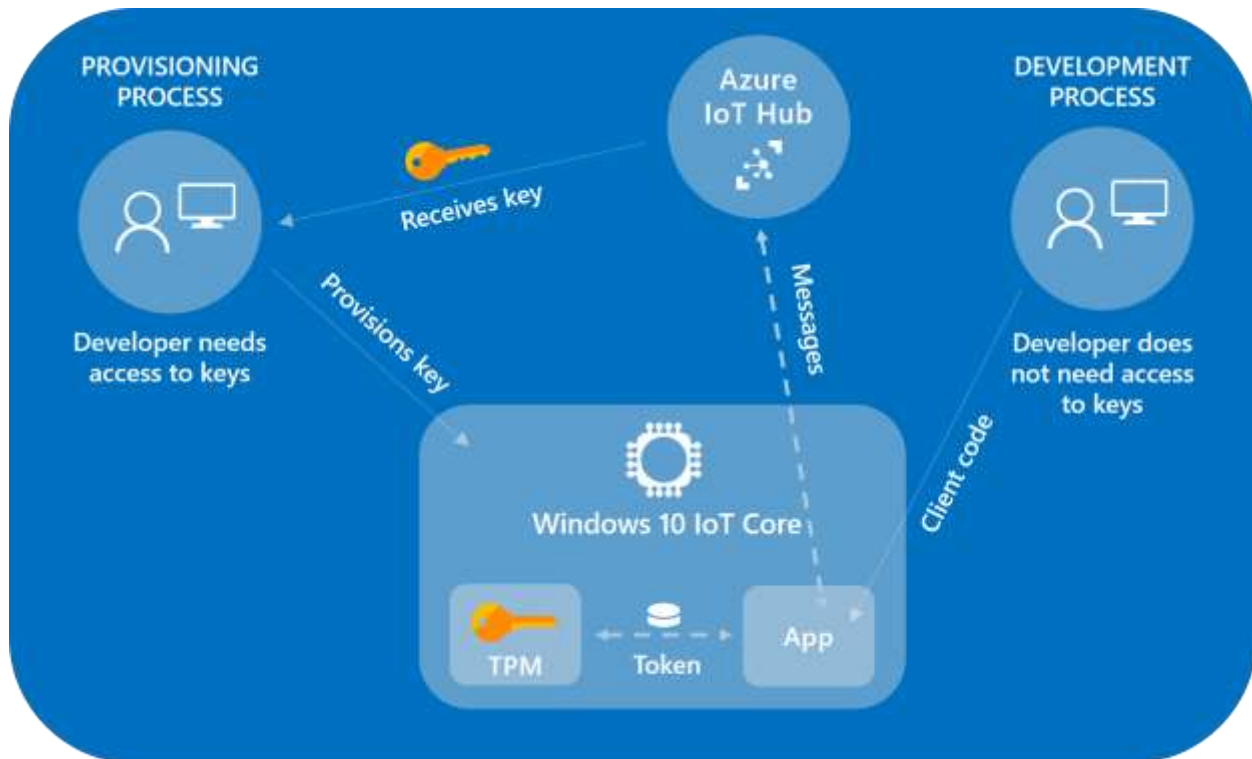 PROVISIONING
PROCESS
Developer needs
access to keys
Receives key
Provisions key
Azure
IoT Hub
Messages
DEVELOPMENT
PROCESS
Developer does
not need access
to keys
Client code
Windows 10 IoT Core
TPM
Token
App